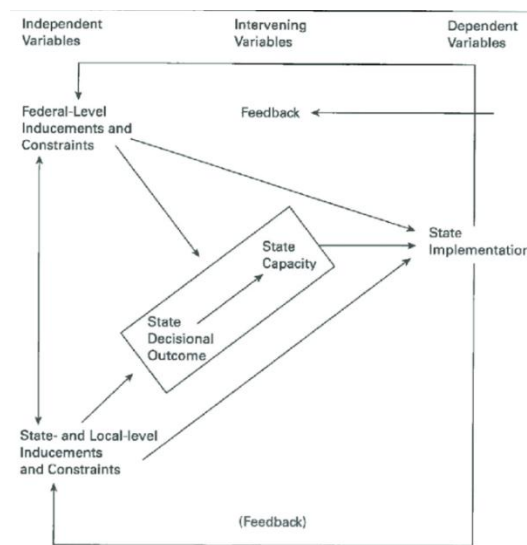 Independent
Variables
Intervening
Variables
Dependent
Variables
Federal-Level
Inducements and
Constraints
Feedback
State
Implementation
State
Capacity
State
Decisional
Outcome
State- and Local-level
Inducements
and Constraints
(Feedback)